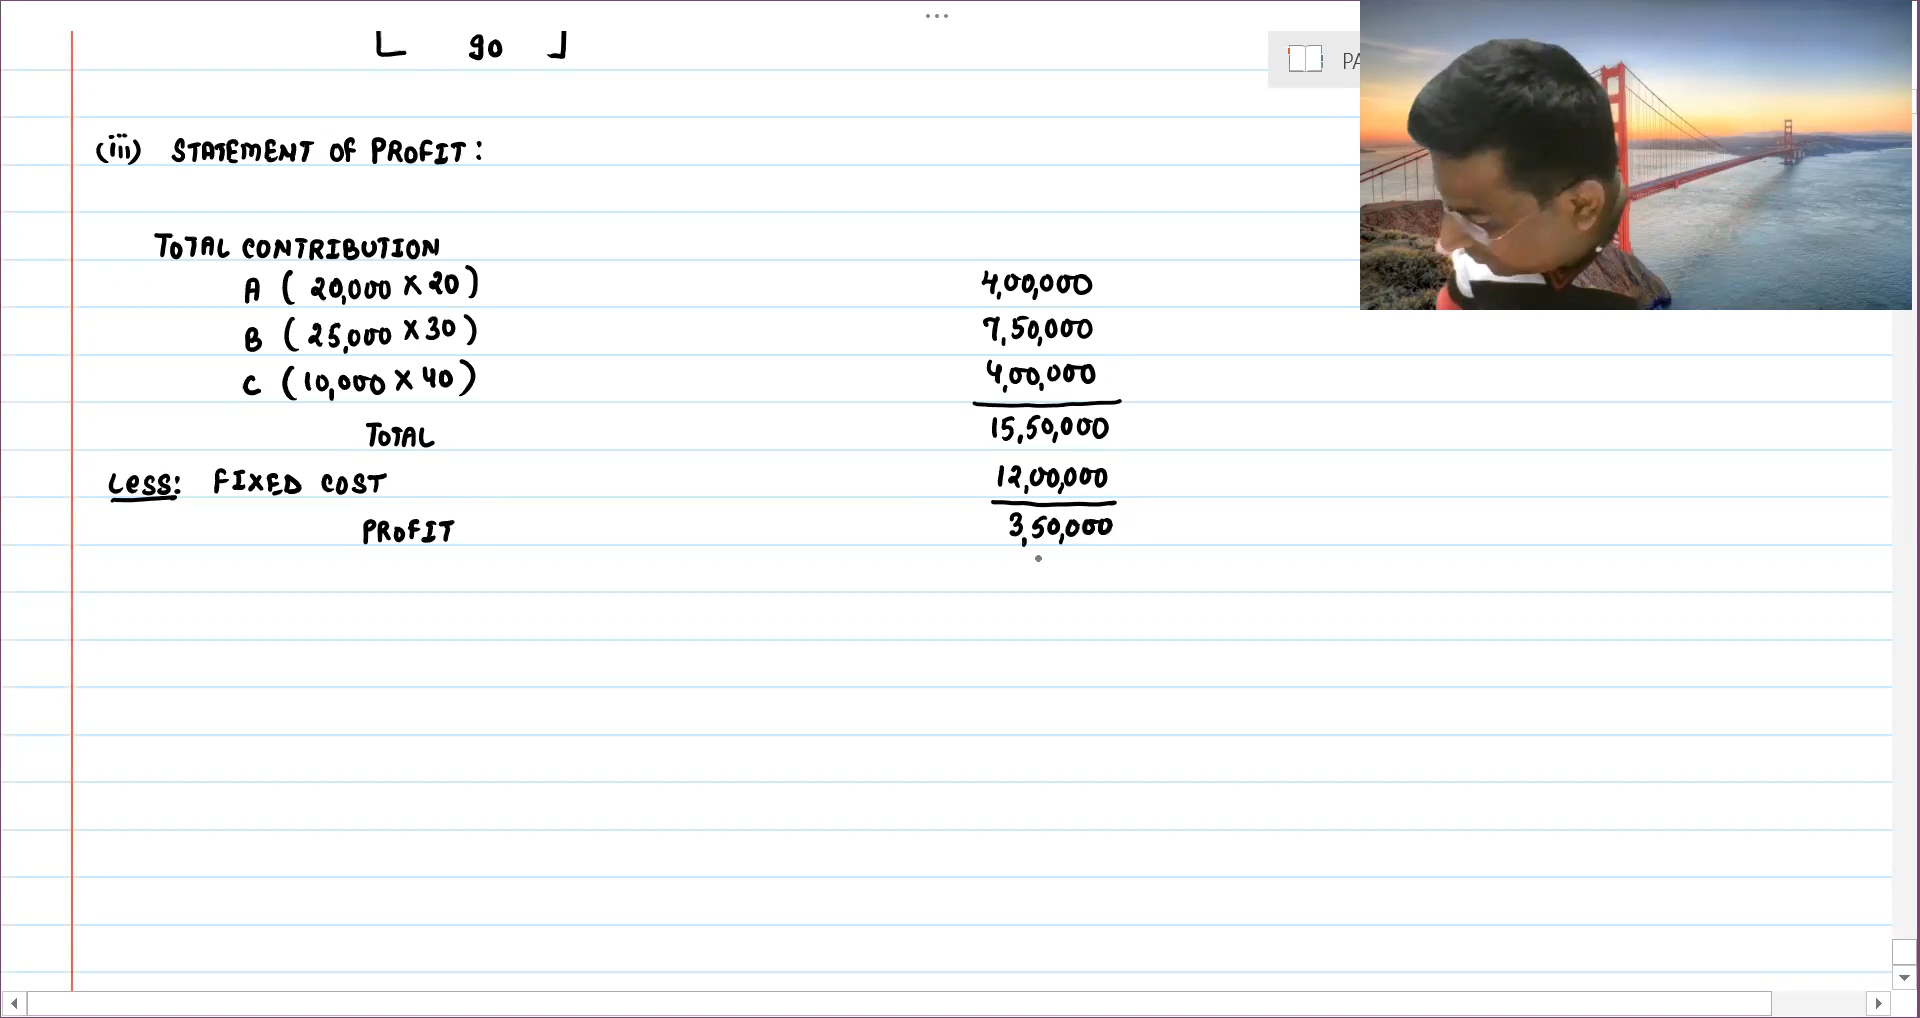 90
PA
(iii) STATEMENT OF PROFIT:
TOTAL CONTRIBUTION
A ( 20,000 X 20 ) 4,00,000
B ( 25,000 X 30 ) 7,50,000
C ( 10,000 X 40 ) 4,00,000
TOTAL 15,50,000
Less: FIXED COST 12,00,000
PROFIT 3,50,000